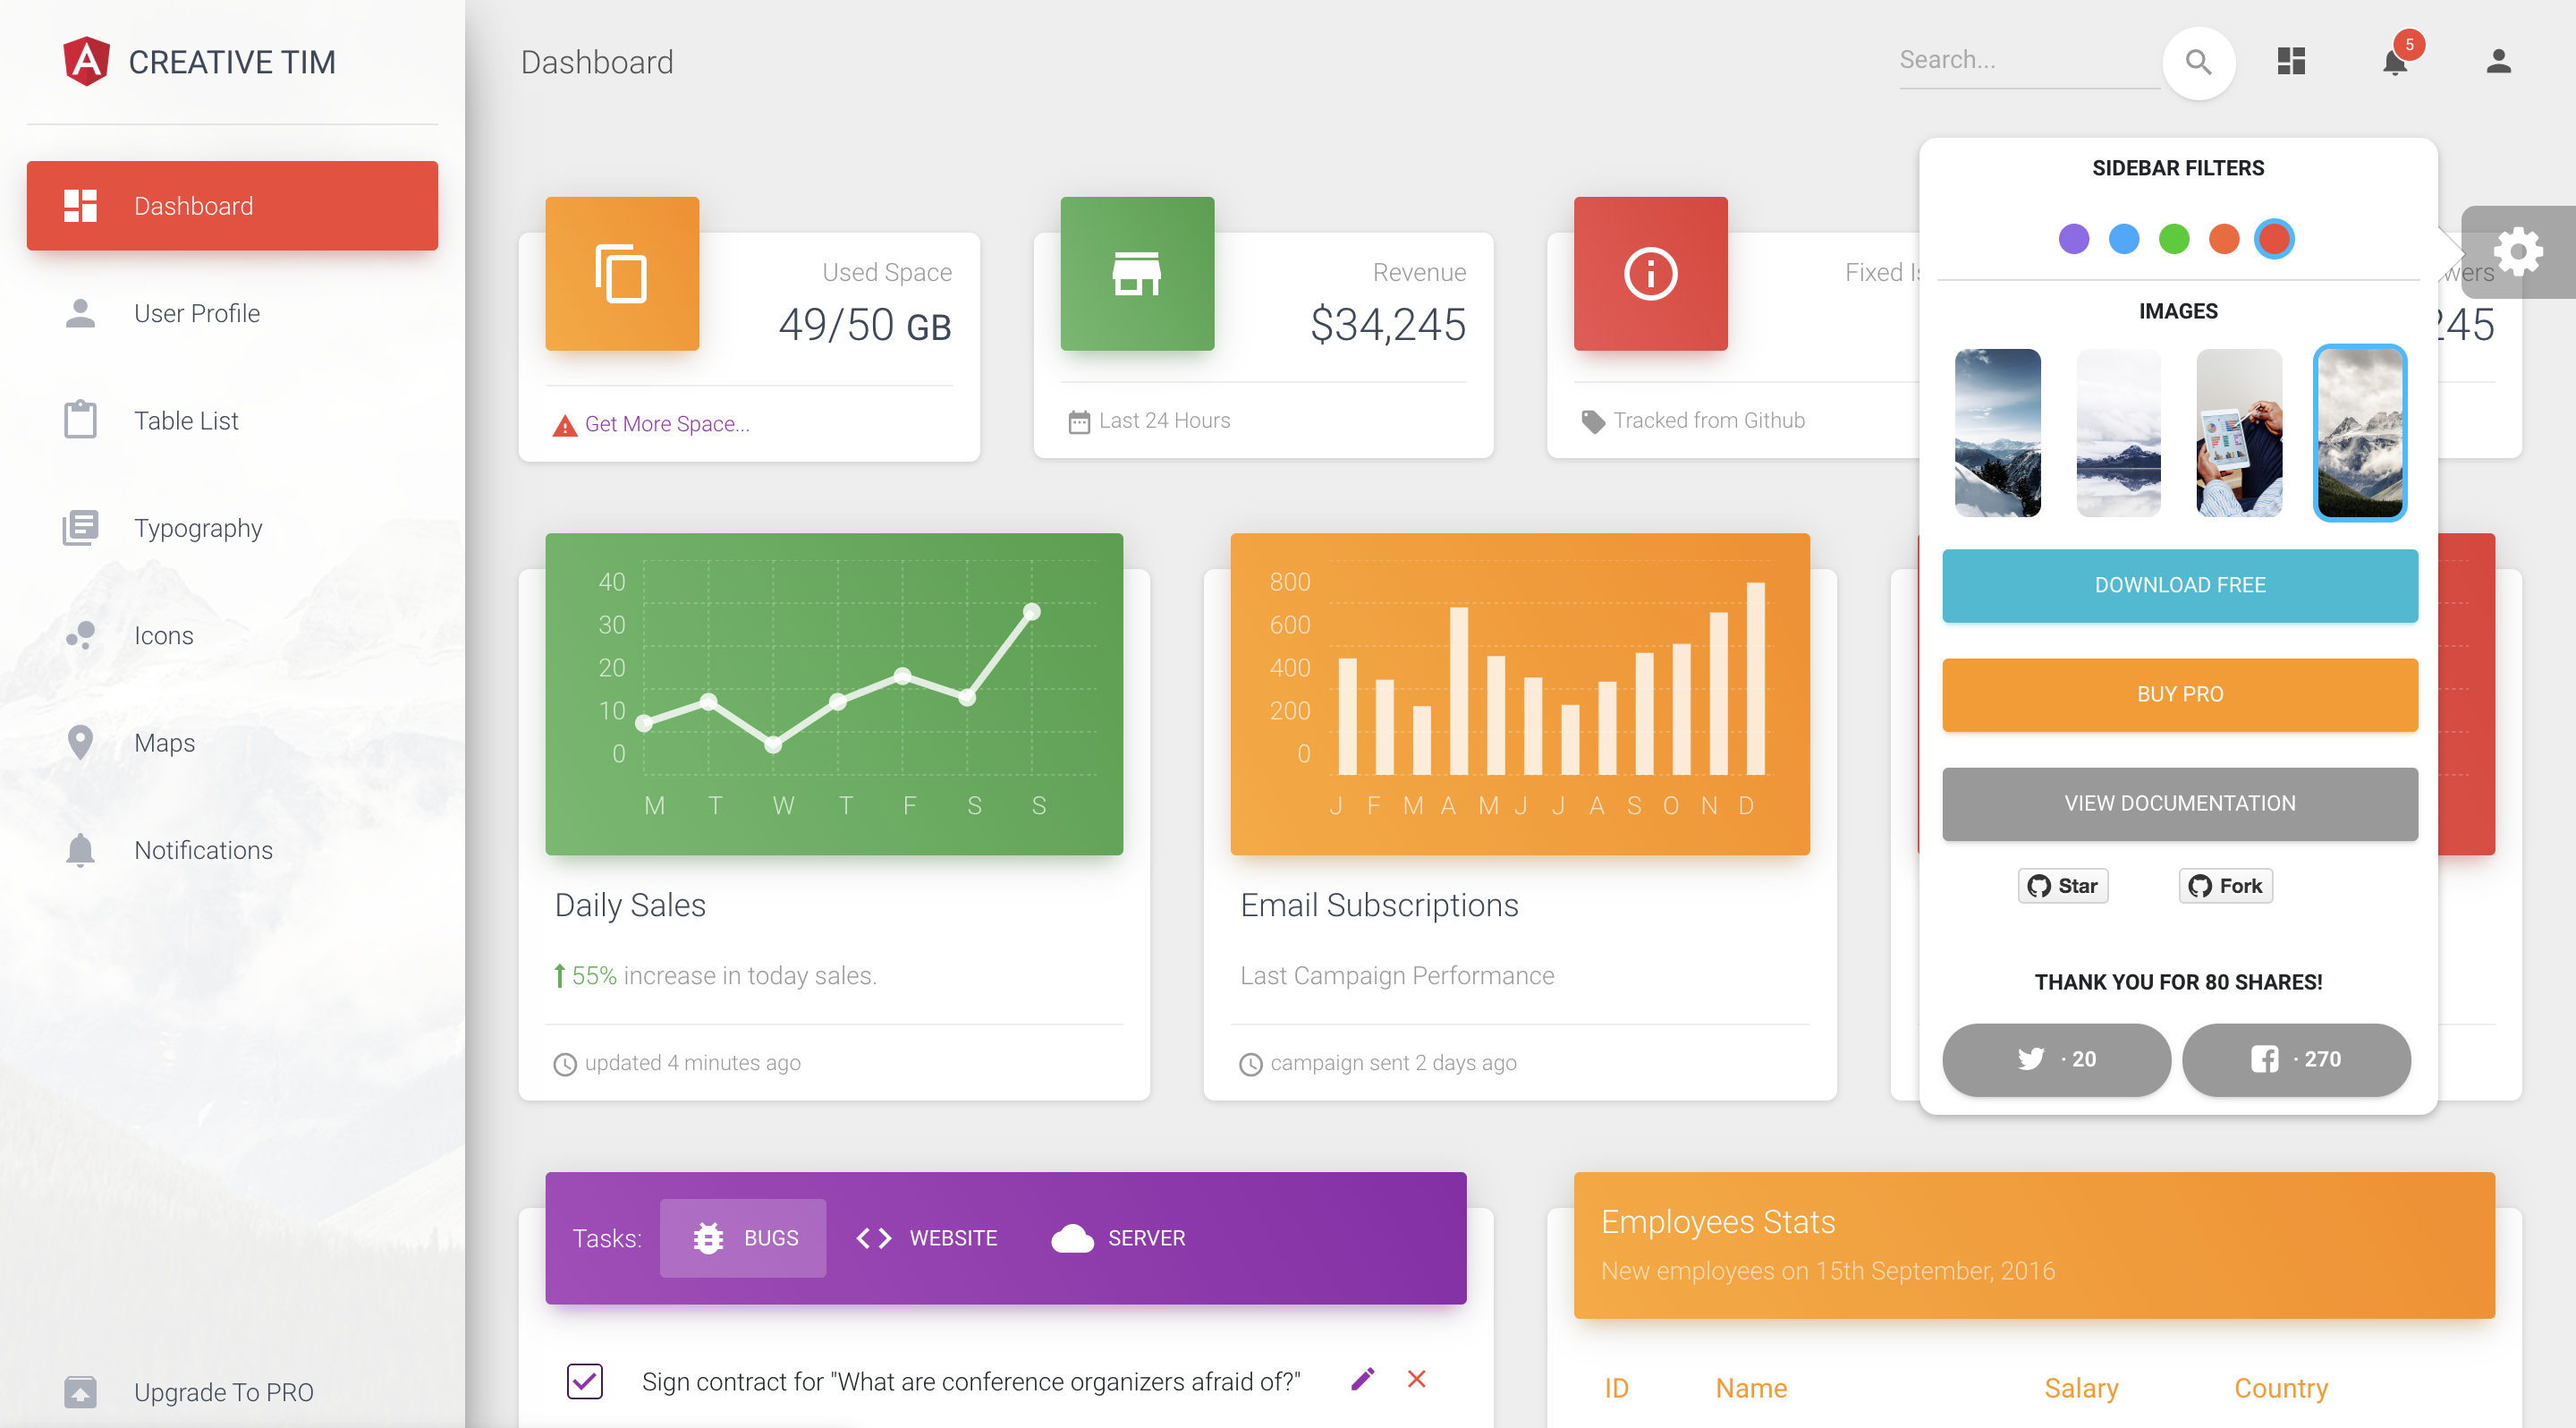 CREATIVE TIM
Dashboard
User Profile
Table List
Typography
Icons
Maps
Notifications
Upgrade To PRO
Dashboard
Search...
5
Used Space
49/50 GB
Get More Space...
Revenue
$34,245
Last 24 Hours
Fixed
Tracked from Github
245
SIDEBAR FILTERS
IMAGES
DOWNLOAD FREE
BUY PRO
VIEW DOCUMENTATION
Star
Fork
THANK YOU FOR 80 SHARES!
· 20
· 270
40
30
20
10
0
M T W T F S S
Daily Sales
55% increase in today sales.
updated 4 minutes ago
800
600
400
200
0
J F M A M J J A S O N D
Email Subscriptions
Last Campaign Performance
campaign sent 2 days ago
Tasks: BUGS WEBSITE SERVER
Sign contract for "What are conference organizers afraid of?"
Employees Stats
New employees on 15th September, 2016
ID Name Salary Country